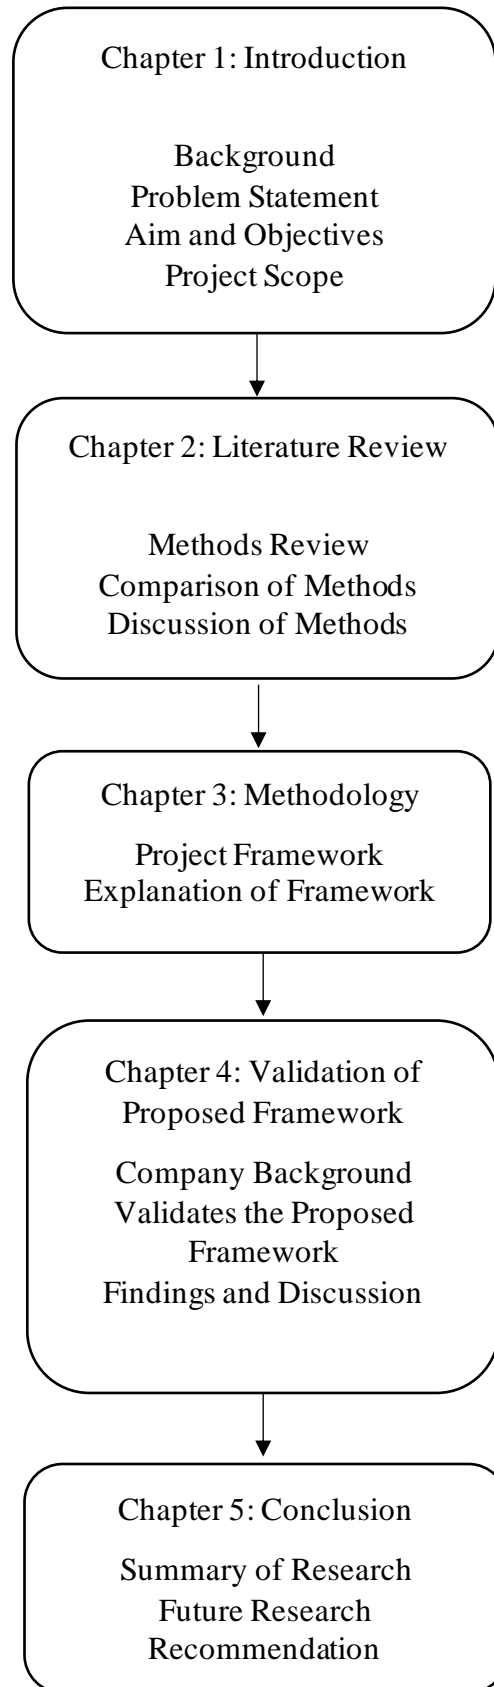 Chapter 1: Introduction
Background
Problem Statement
Aim and Objectives
Project Scope
Chapter 2: Literature Review
Methods Review
Comparison of Methods
Discussion of Methods
Chapter 3: Methodology
Project Framework
Explanation of Framework
Chapter 4: Validation of
Proposed Framework
Company Background
Validates the Proposed
Framework
Findings and Discussion
Chapter 5: Conclusion
Summary of Research
Future Research
Recommendation